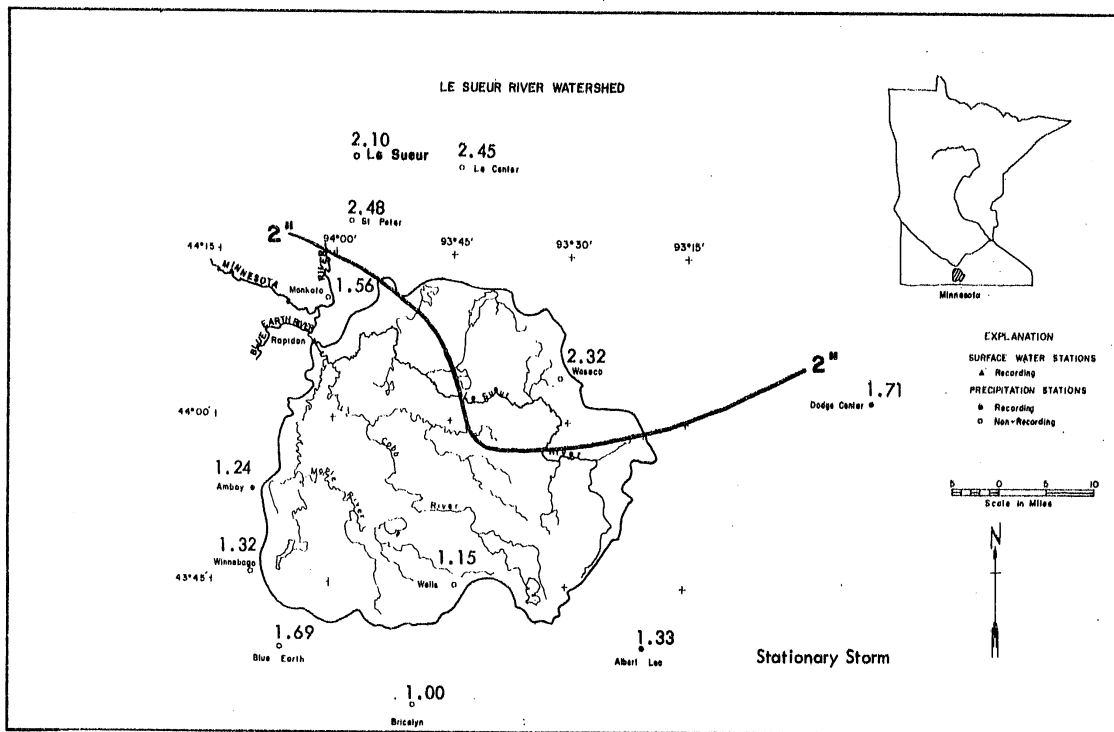 LE SUEUR RIVER WATERSHED
2.10
Le Sueur
2.45
Le Center
2.48
St Peter
2"
94°00'
93°45'
93°30'
93°15'
44°15'
MINNESOTA
RIVER
1.56
Mankato
BLUE EARTH RIVER
Rapidan
Minnesota
EXPLANATION
SURFACE WATER STATIONS
Recording
PRECIPITATION STATIONS
Recording
Non-Recording
2.32
Waseca
2"
1.71
Dodge Center
Le Sueur
River
44°00'
Cobb
River
Maple
River
1.24
Amboy
5 0 5 10
Scale in Miles
N
1.32
Winnebago
43°45'
1.15
Wells
1.69
Blue Earth
1.33
Albert Lea
Stationary Storm
1.00
Bricelyn